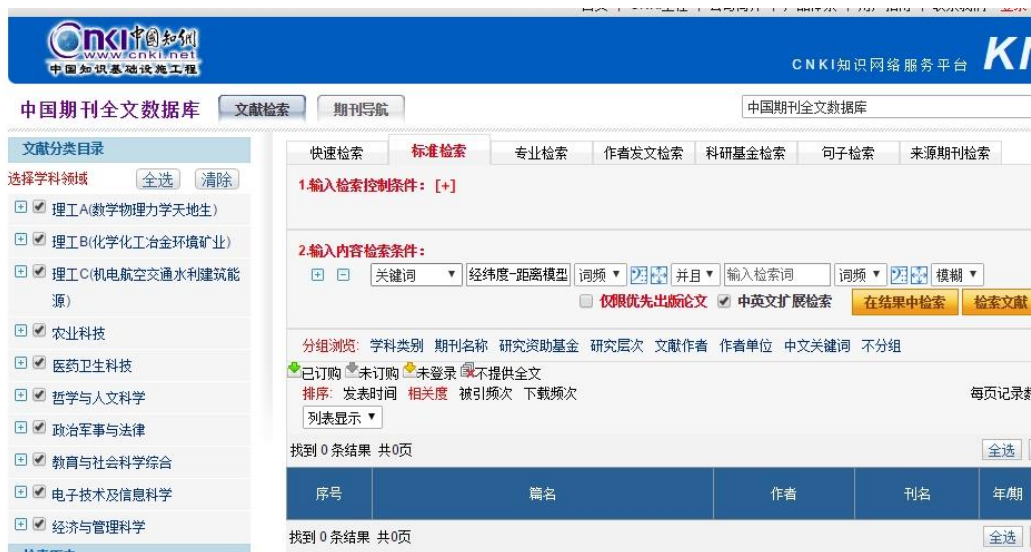 cnki中国知网
www.cnki.net
中国知识基础设施工程
CNKI知识网络服务平台 KI
中国期刊全文数据库 文献检索 期刊导航 中国期刊全文数据库
文献分类目录
选择学科领域 全选 清除
理工A(数学物理力学天地生)
理工B(化学化工冶金环境矿业)
理工C(机电航空交通水利建筑能
源)
农业科技
医药卫生科技
哲学与人文科学
政治军事与法律
教育与社会科学综合
电子技术及信息科学
经济与管理科学
快速检索 标准检索 专业检索 作者发文检索 科研基金检索 句子检索 来源期刊检索
1.输入检索控制条件：[+]
2.输入内容检索条件：
关键词 经纬度-距离模型 词频 并且 输入检索词 词频 模糊
仅限优先出版论文 中英文扩展检索 在结果中检索 检索文献
分组浏览: 学科类别 期刊名称 研究资助基金 研究层次 文献作者 作者单位 中文关键词 不分组
已订购 未订购 未登录 不提供全文
排序: 发表时间 相关度 被引频次 下载频次 每页记录数
列表显示
找到 0 条结果 共0页 全选
序号 篇名 作者 刊名 年/期
找到 0 条结果 共0页 全选